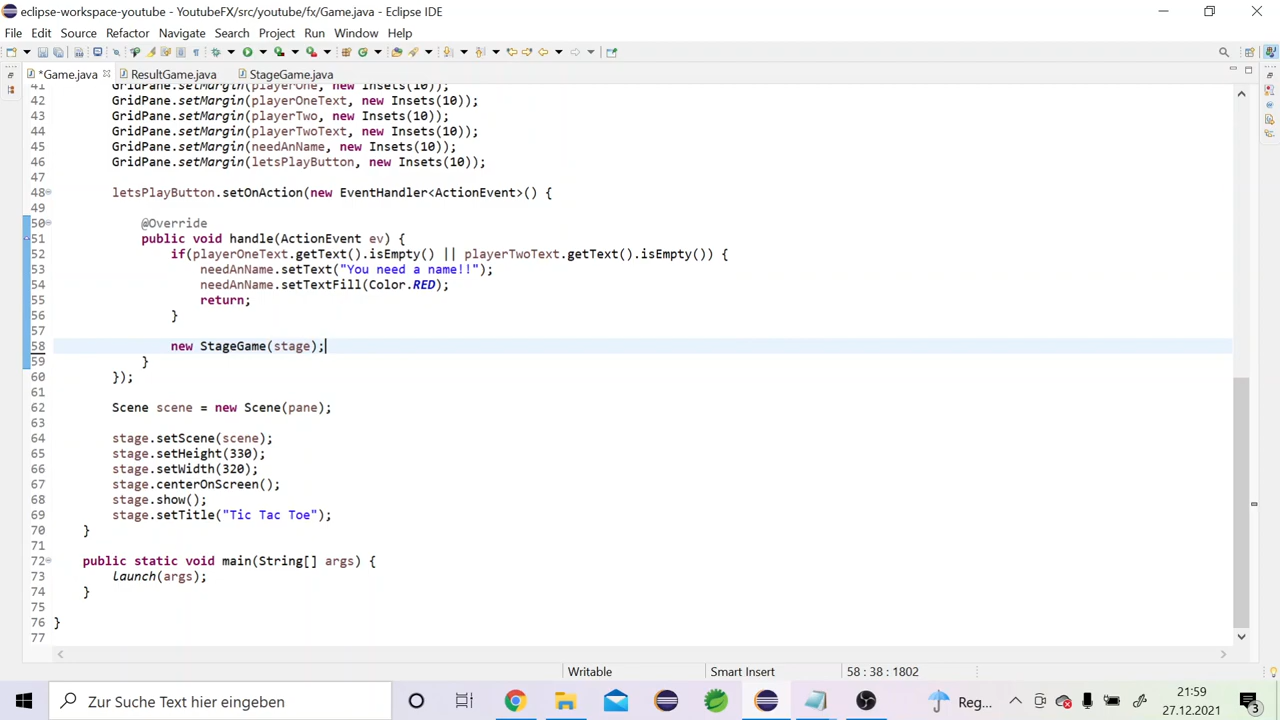 eclipse-workspace-youtube - YoutubeFX/src/youtube/fx/Game.java - Eclipse IDE
File Edit Source Refactor Navigate Search Project Run Window Help
*Game.java ResultGame.java StageGame.java
41 GridPane.setMargin(playerOne, new Insets(10));
42 GridPane.setMargin(playerOneText, new Insets(10));
43 GridPane.setMargin(playerTwo, new Insets(10));
44 GridPane.setMargin(playerTwoText, new Insets(10));
45 GridPane.setMargin(needAnName, new Insets(10));
46 GridPane.setMargin(letsPlayButton, new Insets(10));
47
48 letsPlayButton.setOnAction(new EventHandler<ActionEvent>() {
49
50 @Override
51 public void handle(ActionEvent ev) {
52 if(playerOneText.getText().isEmpty() || playerTwoText.getText().isEmpty()) {
53 needAnName.setText("You need a name!!");
54 needAnName.setTextFill(Color.RED);
55 return;
56 }
57
58 new StageGame(stage);
59 }
60 });
61
62 Scene scene = new Scene(pane);
63
64 stage.setScene(scene);
65 stage.setHeight(330);
66 stage.setWidth(320);
67 stage.centerOnScreen();
68 stage.show();
69 stage.setTitle("Tic Tac Toe");
70 }
71
72 public static void main(String[] args) {
73 launch(args);
74 }
75
76 }
77
Writable Smart Insert 58 : 38 : 1802
Zur Suche Text hier eingeben Reg... 21:59
27.12.2021 3